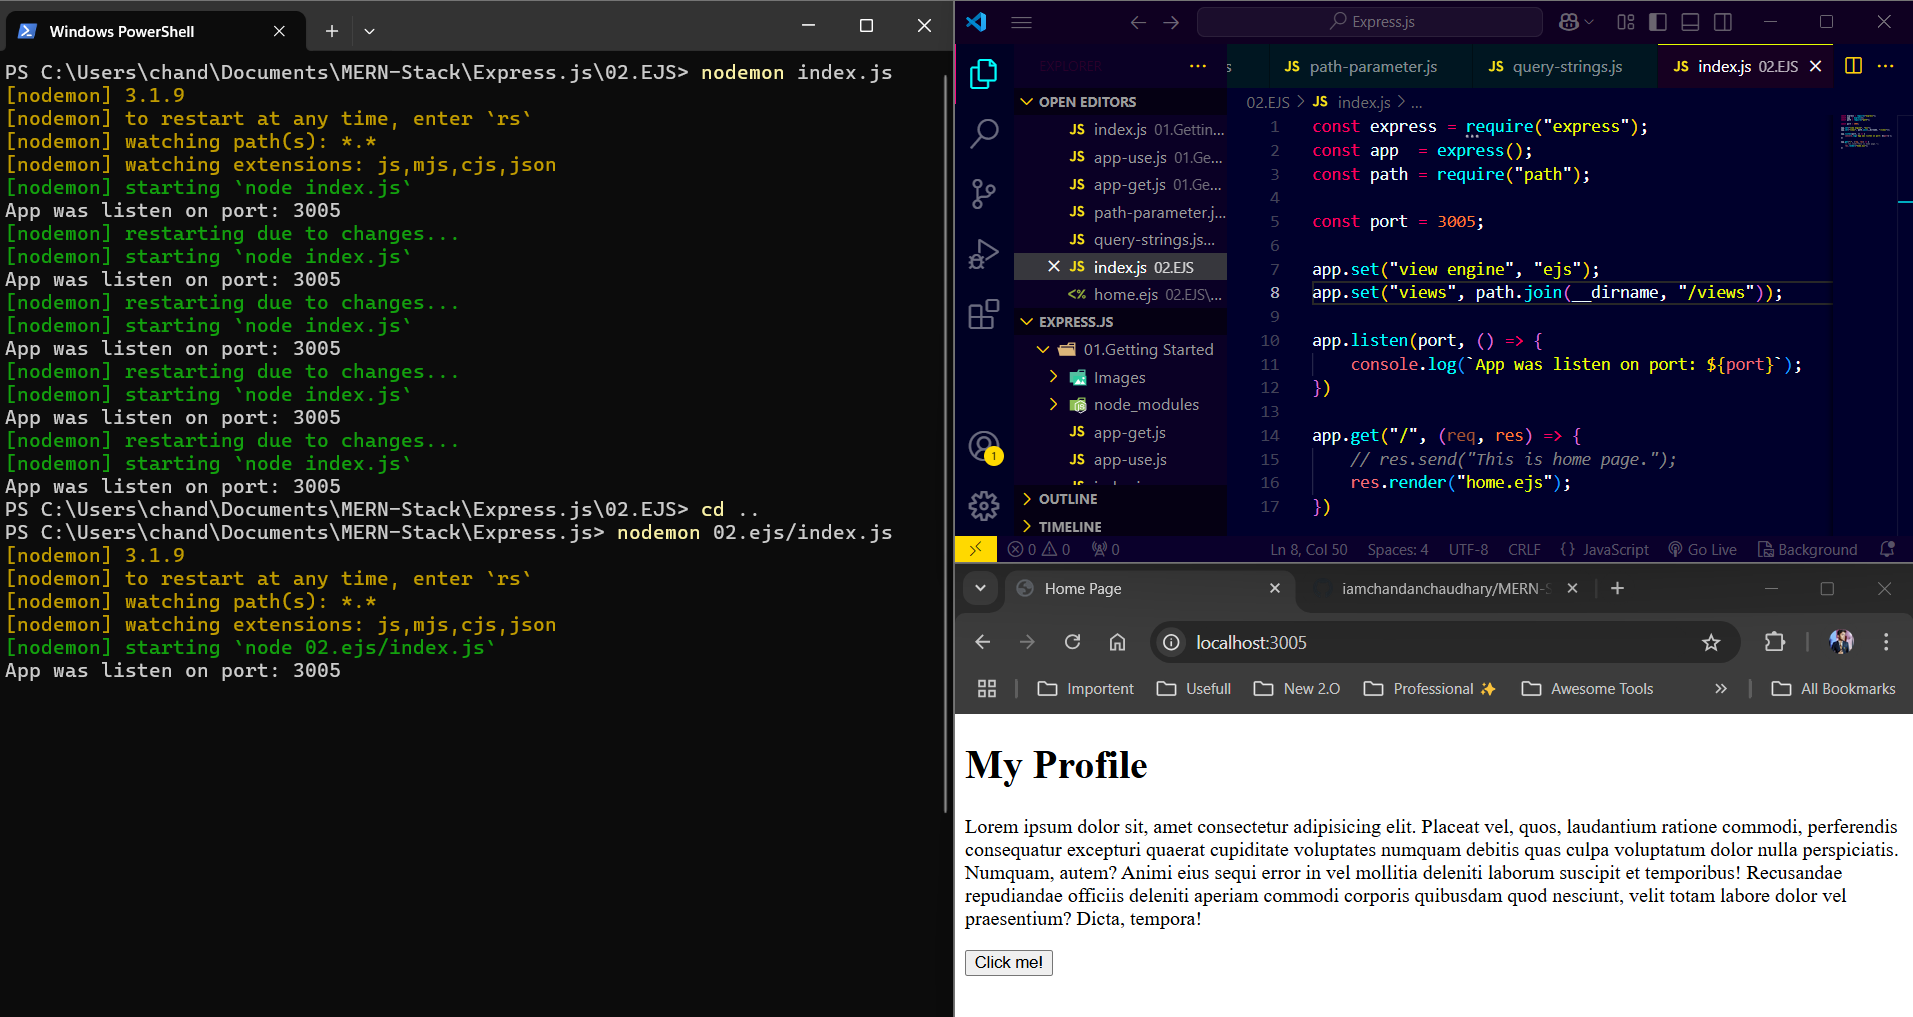 Windows PowerShell
PS C:\Users\chand\Documents\MERN-Stack\Express.js\02.EJS> nodemon index.js
[nodemon] 3.1.9
[nodemon] to restart at any time, enter `rs`
[nodemon] watching path(s): *.*
[nodemon] watching extensions: js,mjs,cjs,json
[nodemon] starting `node index.js`
App was listen on port: 3005
[nodemon] restarting due to changes...
[nodemon] starting `node index.js`
App was listen on port: 3005
[nodemon] restarting due to changes...
[nodemon] starting `node index.js`
App was listen on port: 3005
[nodemon] restarting due to changes...
[nodemon] starting `node index.js`
App was listen on port: 3005
[nodemon] restarting due to changes...
[nodemon] starting `node index.js`
App was listen on port: 3005
PS C:\Users\chand\Documents\MERN-Stack\Express.js\02.EJS> cd ..
PS C:\Users\chand\Documents\MERN-Stack\Express.js> nodemon 02.ejs/index.js
[nodemon] 3.1.9
[nodemon] to restart at any time, enter `rs`
[nodemon] watching path(s): *.*
[nodemon] watching extensions: js,mjs,cjs,json
[nodemon] starting `node 02.ejs/index.js`
App was listen on port: 3005
Express.js
EXPLORER ...
s JS path-parameter.js JS query-strings.js JS index.js 02.EJS
OPEN EDITORS
JS index.js 01.Gettin...
JS app-use.js 01.Ge...
JS app-get.js 01.Ge...
JS path-parameter.j...
JS query-strings.js...
JS index.js 02.EJS
<% home.ejs 02.EJS\...
EXPRESS.JS
01.Getting Started
Images
node_modules
JS app-get.js
JS app-use.js
OUTLINE
TIMELINE
1
02.EJS > JS index.js > ...
1 const express = require("express");
2 const app  = express();
3 const path = require("path");
4
5 const port = 3005;
6
7 app.set("view engine", "ejs");
8 app.set("views", path.join(__dirname, "/views"));
9
10 app.listen(port, () => {
11     console.log(`App was listen on port: ${port}`);
12 })
13
14 app.get("/", (req, res) => {
15     // res.send("This is home page.");
16     res.render("home.ejs");
17 })
0 0 0 Ln 8, Col 50 Spaces: 4 UTF-8 CRLF {} JavaScript Go Live Background
Home Page iamchandanchaudhary/MERN-S
localhost:3005
Importent Usefull New 2.O Professional ✨ Awesome Tools » All Bookmarks
My Profile
Lorem ipsum dolor sit, amet consectetur adipisicing elit. Placeat vel, quos, laudantium ratione commodi, perferendis
consequatur excepturi quaerat cupiditate voluptates numquam debitis quas culpa voluptatum dolor nulla perspiciatis.
Numquam, autem? Animi eius sequi error in vel mollitia deleniti laborum suscipit et temporibus! Recusandae
repudiandae officiis deleniti aperiam commodi corporis quibusdam quod nesciunt, velit totam labore dolor vel
praesentium? Dicta, tempora!
Click me!